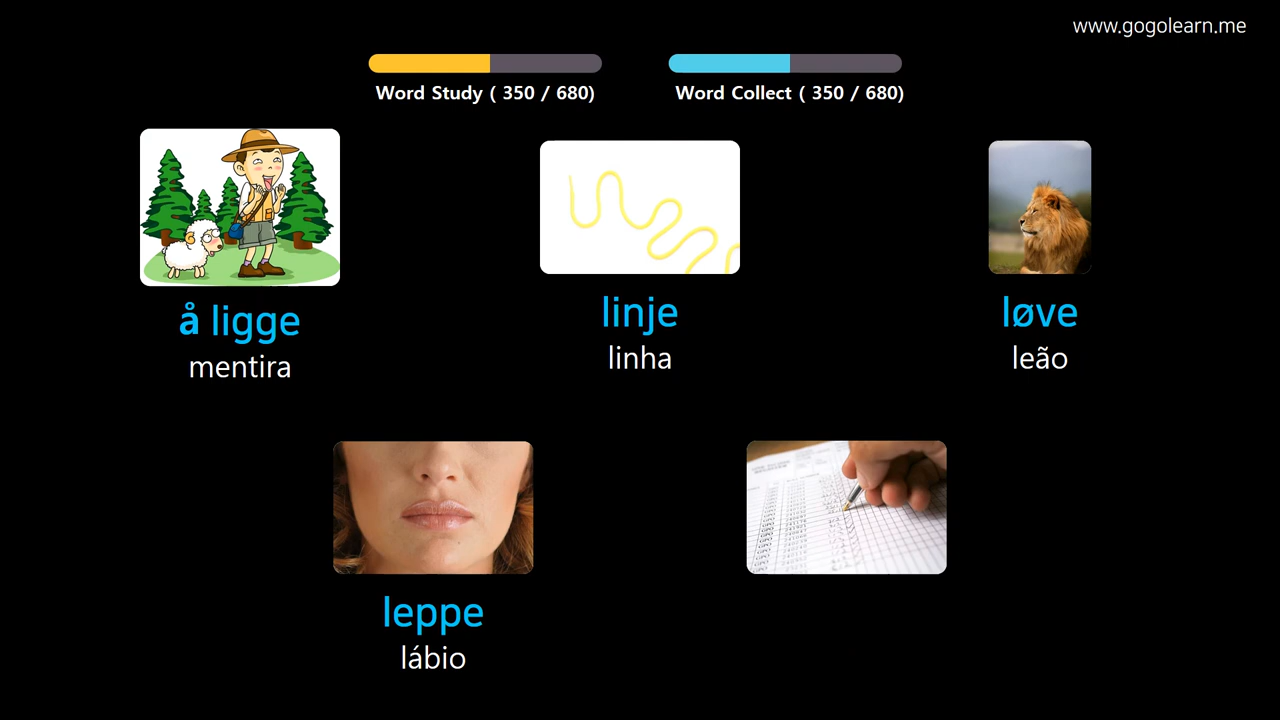 www.gogolearn.me
Word Study ( 350 / 680)
Word Collect ( 350 / 680)
å ligge
mentira
linje
linha
løve
leão
leppe
lábio